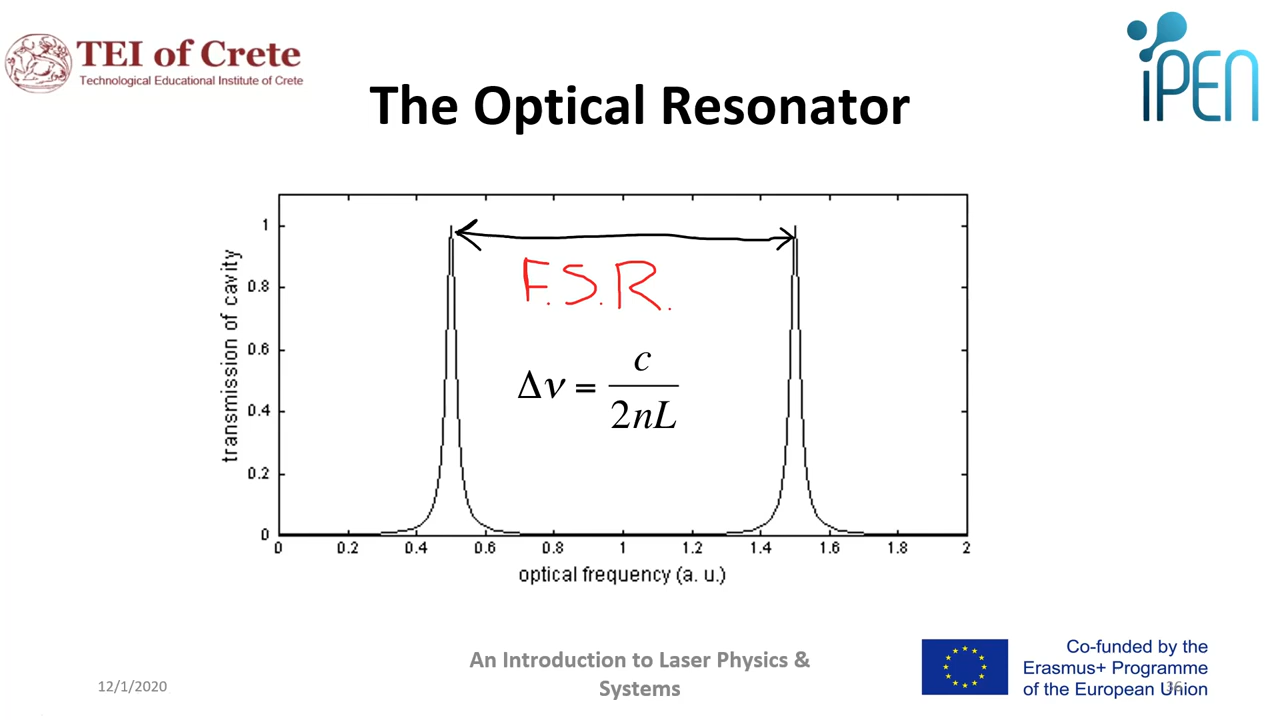 TEI of Crete
Technological Educational Institute of Crete
iPEN
The Optical Resonator
transmission of cavity
1
0.8
0.6
0.4
0.2
0
F.S.R.
Δν = c / 2nL
0 0.2 0.4 0.6 0.8 1 1.2 1.4 1.6 1.8 2
optical frequency (a. u.)
12/1/2020
An Introduction to Laser Physics &
Systems
Co-funded by the
Erasmus+ Programme
of the European Union
36